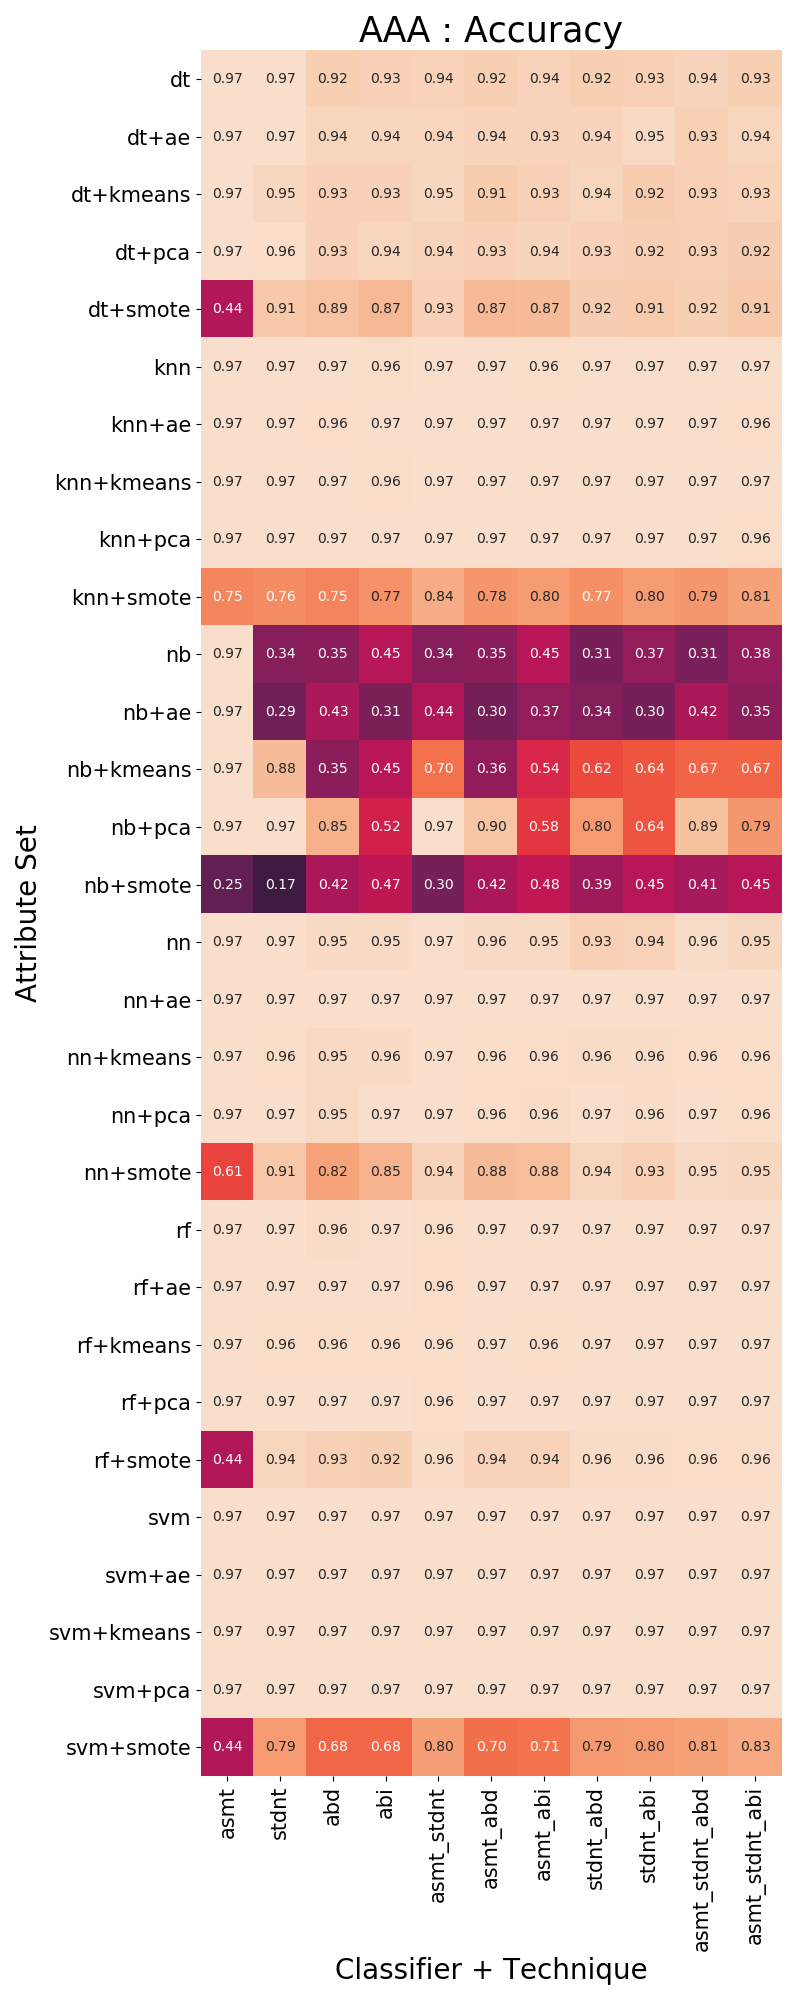 AAA : Accuracy
dt 0.97 0.97 0.92 0.93 0.94 0.92 0.94 0.92 0.93 0.94 0.93
dt+ae 0.97 0.97 0.94 0.94 0.94 0.94 0.93 0.94 0.95 0.93 0.94
dt+kmeans 0.97 0.95 0.93 0.93 0.95 0.91 0.93 0.94 0.92 0.93 0.93
dt+pca 0.97 0.96 0.93 0.94 0.94 0.93 0.94 0.93 0.92 0.93 0.92
dt+smote 0.44 0.91 0.89 0.87 0.93 0.87 0.87 0.92 0.91 0.92 0.91
knn 0.97 0.97 0.97 0.96 0.97 0.97 0.96 0.97 0.97 0.97 0.97
knn+ae 0.97 0.97 0.96 0.97 0.97 0.97 0.97 0.97 0.97 0.97 0.96
knn+kmeans 0.97 0.97 0.97 0.96 0.97 0.97 0.97 0.97 0.97 0.97 0.97
knn+pca 0.97 0.97 0.97 0.97 0.97 0.97 0.97 0.97 0.97 0.97 0.96
knn+smote 0.75 0.76 0.75 0.77 0.84 0.78 0.80 0.77 0.80 0.79 0.81
nb 0.97 0.34 0.35 0.45 0.34 0.35 0.45 0.31 0.37 0.31 0.38
nb+ae 0.97 0.29 0.43 0.31 0.44 0.30 0.37 0.34 0.30 0.42 0.35
nb+kmeans 0.97 0.88 0.35 0.45 0.70 0.36 0.54 0.62 0.64 0.67 0.67
nb+pca 0.97 0.97 0.85 0.52 0.97 0.90 0.58 0.80 0.64 0.89 0.79
nb+smote 0.25 0.17 0.42 0.47 0.30 0.42 0.48 0.39 0.45 0.41 0.45
nn 0.97 0.97 0.95 0.95 0.97 0.96 0.95 0.93 0.94 0.96 0.95
nn+ae 0.97 0.97 0.97 0.97 0.97 0.97 0.97 0.97 0.97 0.97 0.97
nn+kmeans 0.97 0.96 0.95 0.96 0.97 0.96 0.96 0.96 0.96 0.96 0.96
nn+pca 0.97 0.97 0.95 0.97 0.97 0.96 0.96 0.97 0.96 0.97 0.96
nn+smote 0.61 0.91 0.82 0.85 0.94 0.88 0.88 0.94 0.93 0.95 0.95
rf 0.97 0.97 0.96 0.97 0.96 0.97 0.97 0.97 0.97 0.97 0.97
rf+ae 0.97 0.97 0.97 0.97 0.96 0.97 0.97 0.97 0.97 0.97 0.97
rf+kmeans 0.97 0.96 0.96 0.96 0.96 0.97 0.96 0.97 0.97 0.97 0.97
rf+pca 0.97 0.97 0.97 0.97 0.96 0.97 0.97 0.97 0.97 0.97 0.97
rf+smote 0.44 0.94 0.93 0.92 0.96 0.94 0.94 0.96 0.96 0.96 0.96
svm 0.97 0.97 0.97 0.97 0.97 0.97 0.97 0.97 0.97 0.97 0.97
svm+ae 0.97 0.97 0.97 0.97 0.97 0.97 0.97 0.97 0.97 0.97 0.97
svm+kmeans 0.97 0.97 0.97 0.97 0.97 0.97 0.97 0.97 0.97 0.97 0.97
svm+pca 0.97 0.97 0.97 0.97 0.97 0.97 0.97 0.97 0.97 0.97 0.97
svm+smote 0.44 0.79 0.68 0.68 0.80 0.70 0.71 0.79 0.80 0.81 0.83
Attribute Set
asmt
stdnt
abd
abi
asmt_stdnt
asmt_abd
asmt_abi
stdnt_abd
stdnt_abi
asmt_stdnt_abd
asmt_stdnt_abi
Classifier + Technique